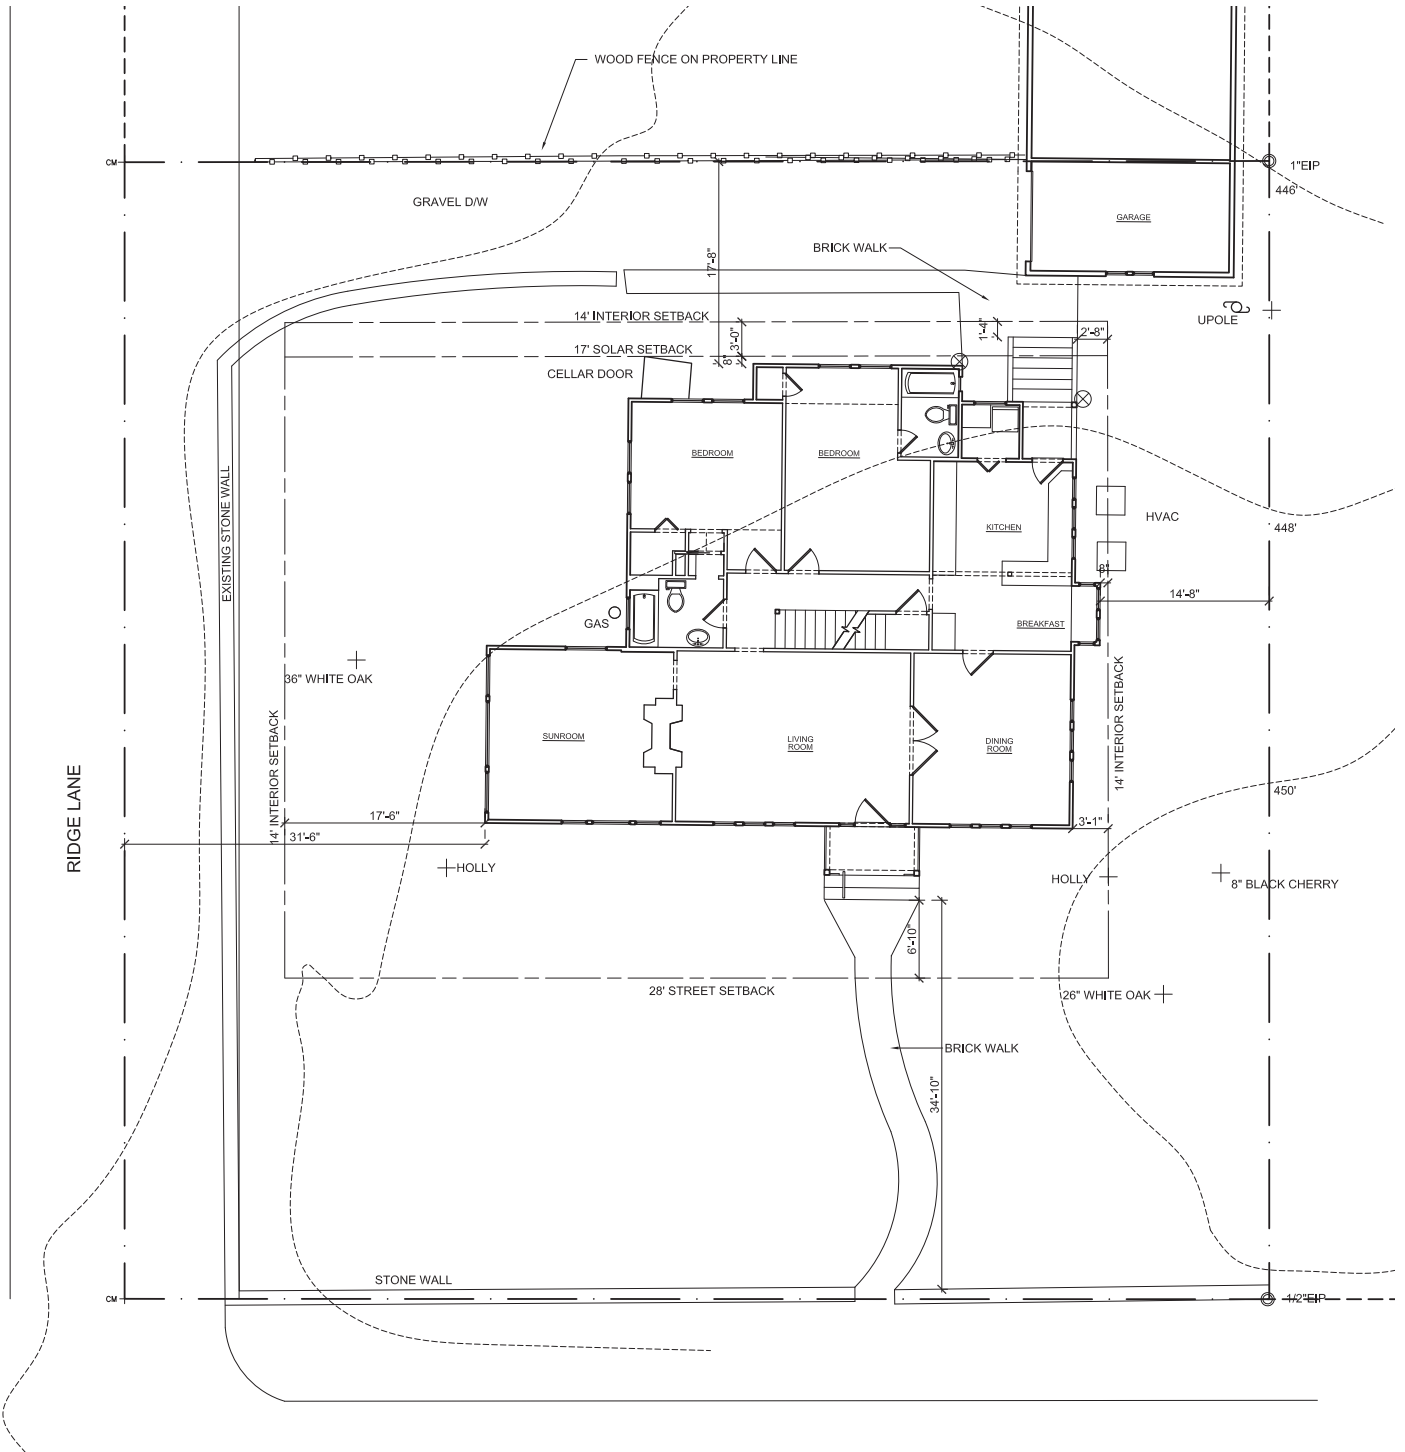 WOOD FENCE ON PROPERTY LINE
CM
1"EIP
446'
GRAVEL D/W
GARAGE
BRICK WALK
17'-8"
UPOLE
14' INTERIOR SETBACK
3'-0"
1'-4"
2'-8"
17' SOLAR SETBACK
8"
CELLAR DOOR
BEDROOM
BEDROOM
EXISTING STONE WALL
KITCHEN
HVAC
448'
8"
14'-8"
GAS
BREAKFAST
36" WHITE OAK
14' INTERIOR SETBACK
14' INTERIOR SETBACK
SUNROOM
LIVING
ROOM
DINING
ROOM
450'
RIDGE LANE
17'-6"
31'-6"
3'-1"
HOLLY
HOLLY
8" BLACK CHERRY
6'-10"
28' STREET SETBACK
26" WHITE OAK
BRICK WALK
34'-10"
STONE WALL
CM
1/2"EIP